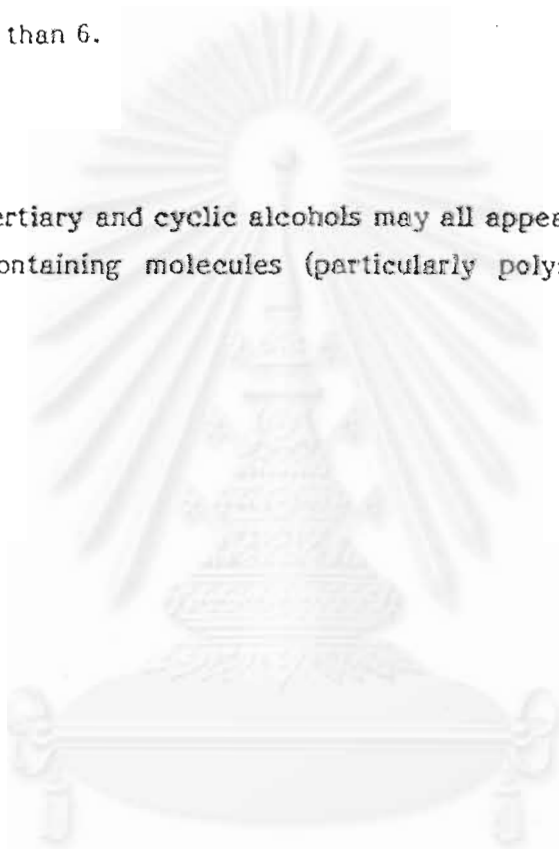 than 6.
ertiary and cyclic alcohols may all appea
ontaining molecules (particularly poly